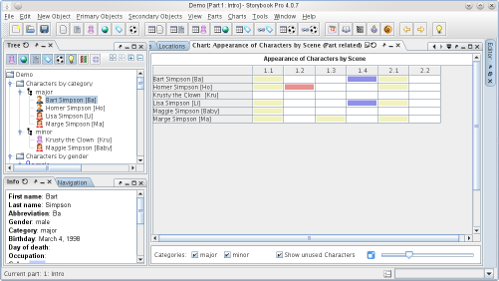 Demo [Part 1: Intro] - Storybook Pro 4.0.7
File Edit New Object Primary Objects Secondary Objects View Parts Charts Tools Window Help
Tree
Demo
Characters by category
major
Bart Simpson [Ba]
Homer Simpson [Ho]
Lisa Simpson [Li]
Marge Simpson [Ma]
minor
Krusty the Clown [Kru]
Maggie Simpson [Baby]
Characters by gender
Info
Navigation
First name: Bart
Last name: Simpson
Abbreviation: Ba
Gender: male
Category: major
Birthday: March 4, 1998
Day of death:
Occupation:
s Locations Chart: Appearance of Characters by Scene (Part related)
Appearance of Characters by Scene
1.1 1.2 1.3 1.4 2.1 2.2
Bart Simpson [Ba]
Homer Simpson [Ho]
Krusty the Clown [Kru]
Lisa Simpson [Li]
Maggie Simpson [Baby]
Marge Simpson [Ma]
Categories: major minor Show unused Characters
Editor
Current part: 1: Intro